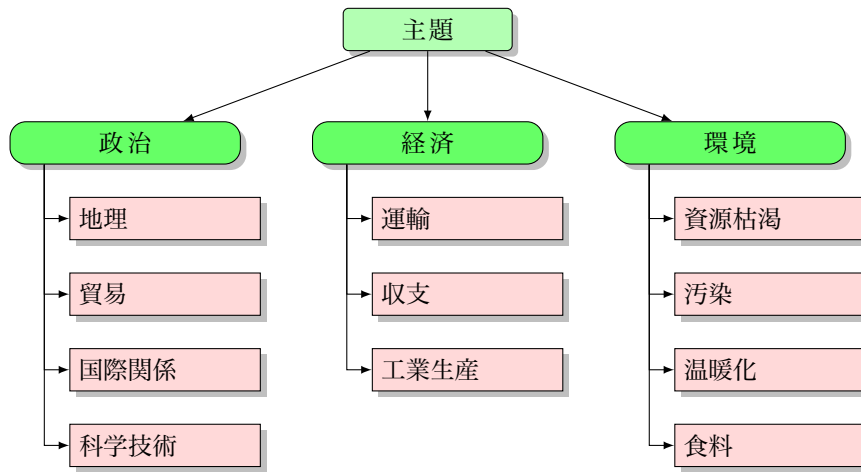 主題
政治
経済
環境
地理
貿易
国際関係
科学技術
運輸
収支
工業生産
資源枯渇
汚染
温暖化
食料